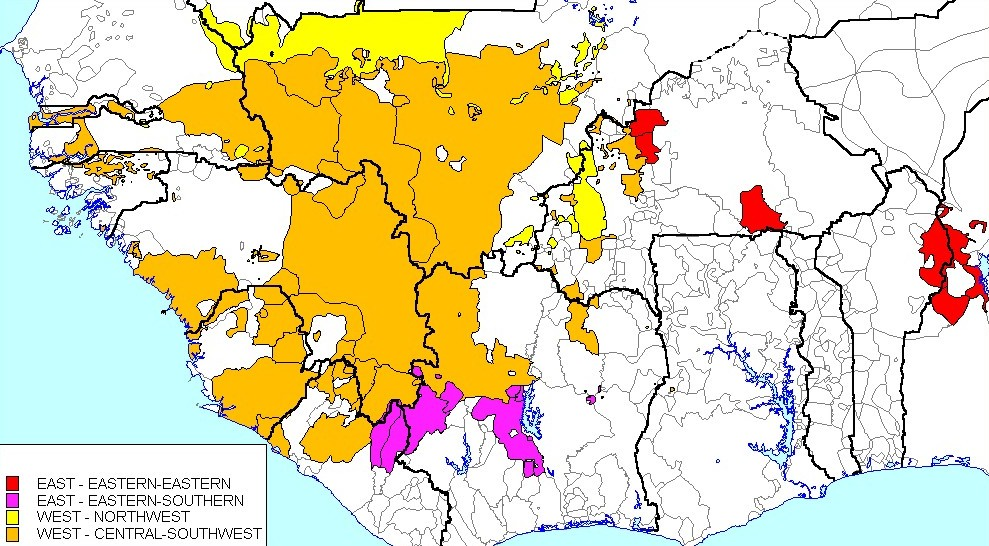 EAST - EASTERN-EASTERN
EAST - EASTERN-SOUTHERN
WEST - NORTHWEST
WEST - CENTRAL-SOUTHWEST